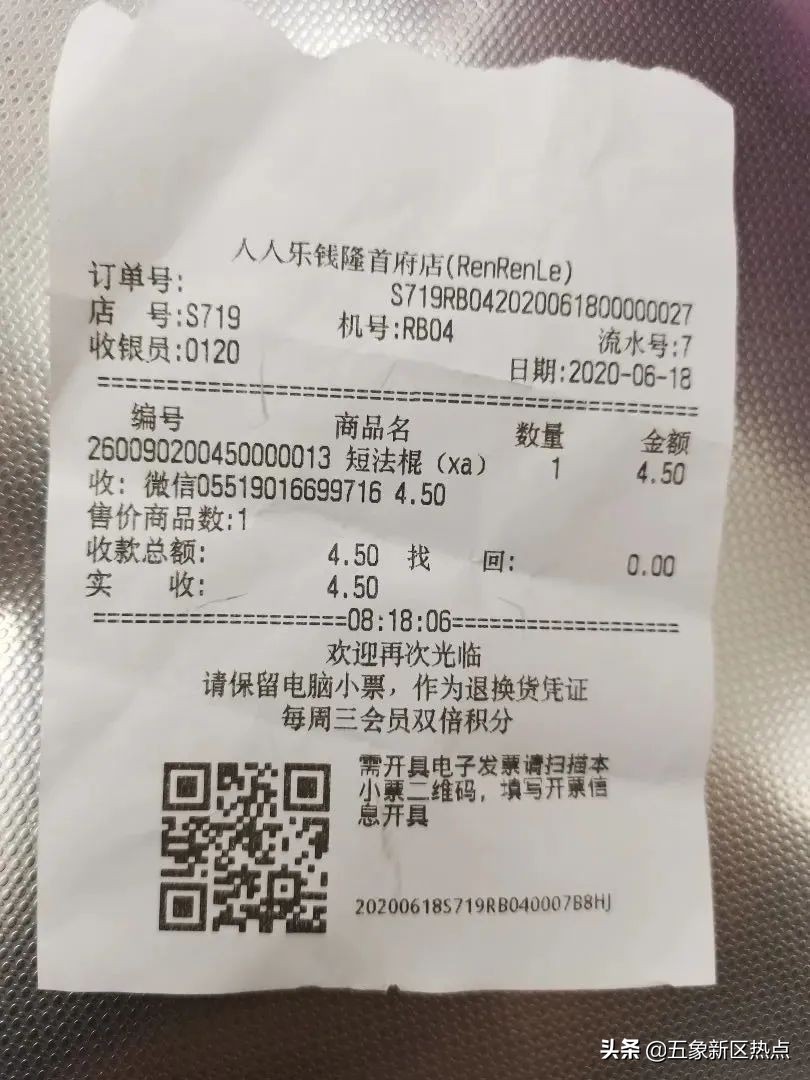 人人乐钱隆首府店(RenRenLe)
订单号: S719RB042020061800000027
店 号:S719 机号:RB04 流水号:7
收银员:0120 日期:2020-06-18
================================================
编号 商品名 数量 金额
260090200450000013 短法棍(xa) 1 4.50
收: 微信05519016699716 4.50
售价商品数:1
收款总额: 4.50 找 回: 0.00
实 收: 4.50
====================08:18:06==================
欢迎再次光临
请保留电脑小票,作为退换货凭证
每周三会员双倍积分
需开具电子发票请扫描本
小票二维码,填写开票信
息开具
20200618S719RB040007B8HJ
头条 @五象新区热点